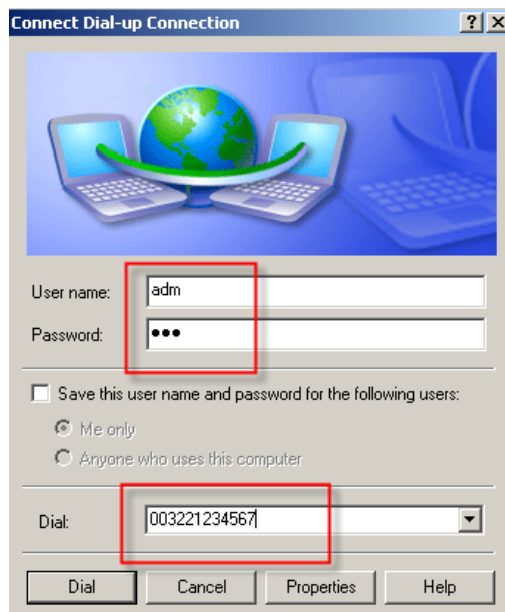 Connect Dial-up Connection
User name: adm
Password: •••
Save this user name and password for the following users:
Me only
Anyone who uses this computer
Dial: 003221234567
Dial Cancel Properties Help